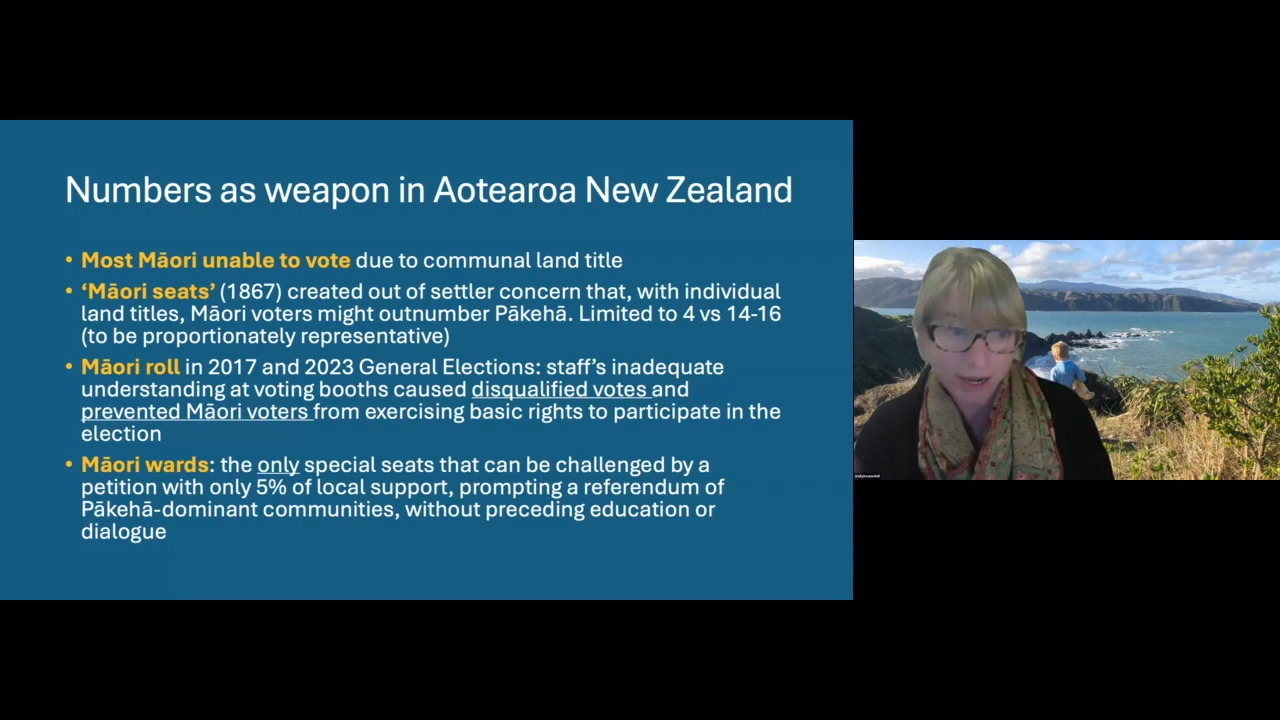 Numbers as weapon in Aotearoa New Zealand
• Most Māori unable to vote due to communal land title
• ‘Māori seats’ (1867) created out of settler concern that, with individual
land titles, Māori voters might outnumber Pākehā. Limited to 4 vs 14-16
(to be proportionately representative)
• Māori roll in 2017 and 2023 General Elections: staff’s inadequate
understanding at voting booths caused disqualified votes and
prevented Māori voters from exercising basic rights to participate in the
election
• Māori wards: the only special seats that can be challenged by a
petition with only 5% of local support, prompting a referendum of
Pākehā-dominant communities, without preceding education or
dialogue